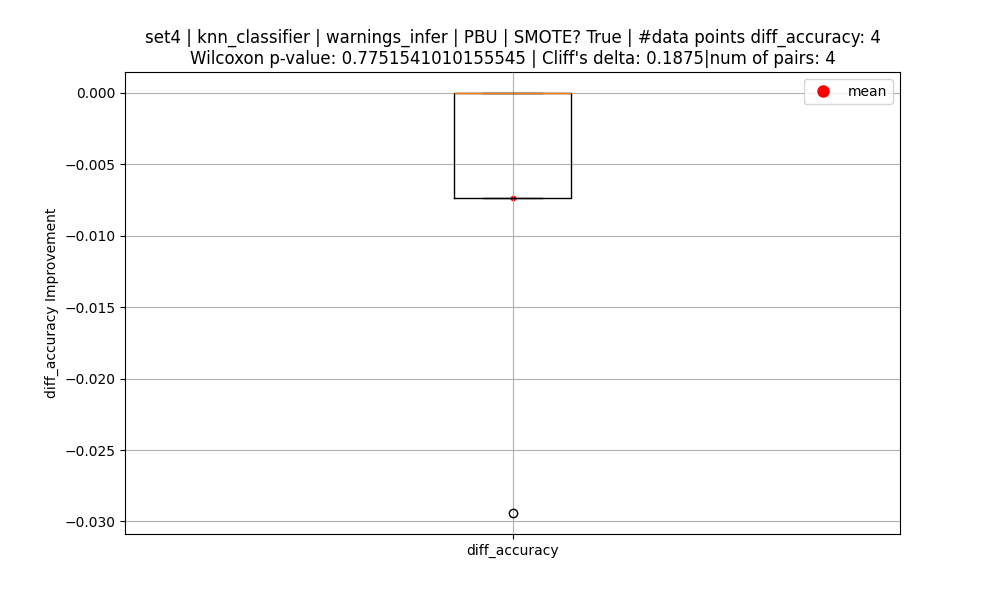 set4 | knn_classifier | warnings_infer | PBU | SMOTE? True | #data points diff_accuracy: 4
Wilcoxon p-value: 0.7751541010155545 | Cliff's delta: 0.1875|num of pairs: 4
mean
0.000
−0.005
−0.010
−0.015
−0.020
−0.025
−0.030
diff_accuracy Improvement
diff_accuracy